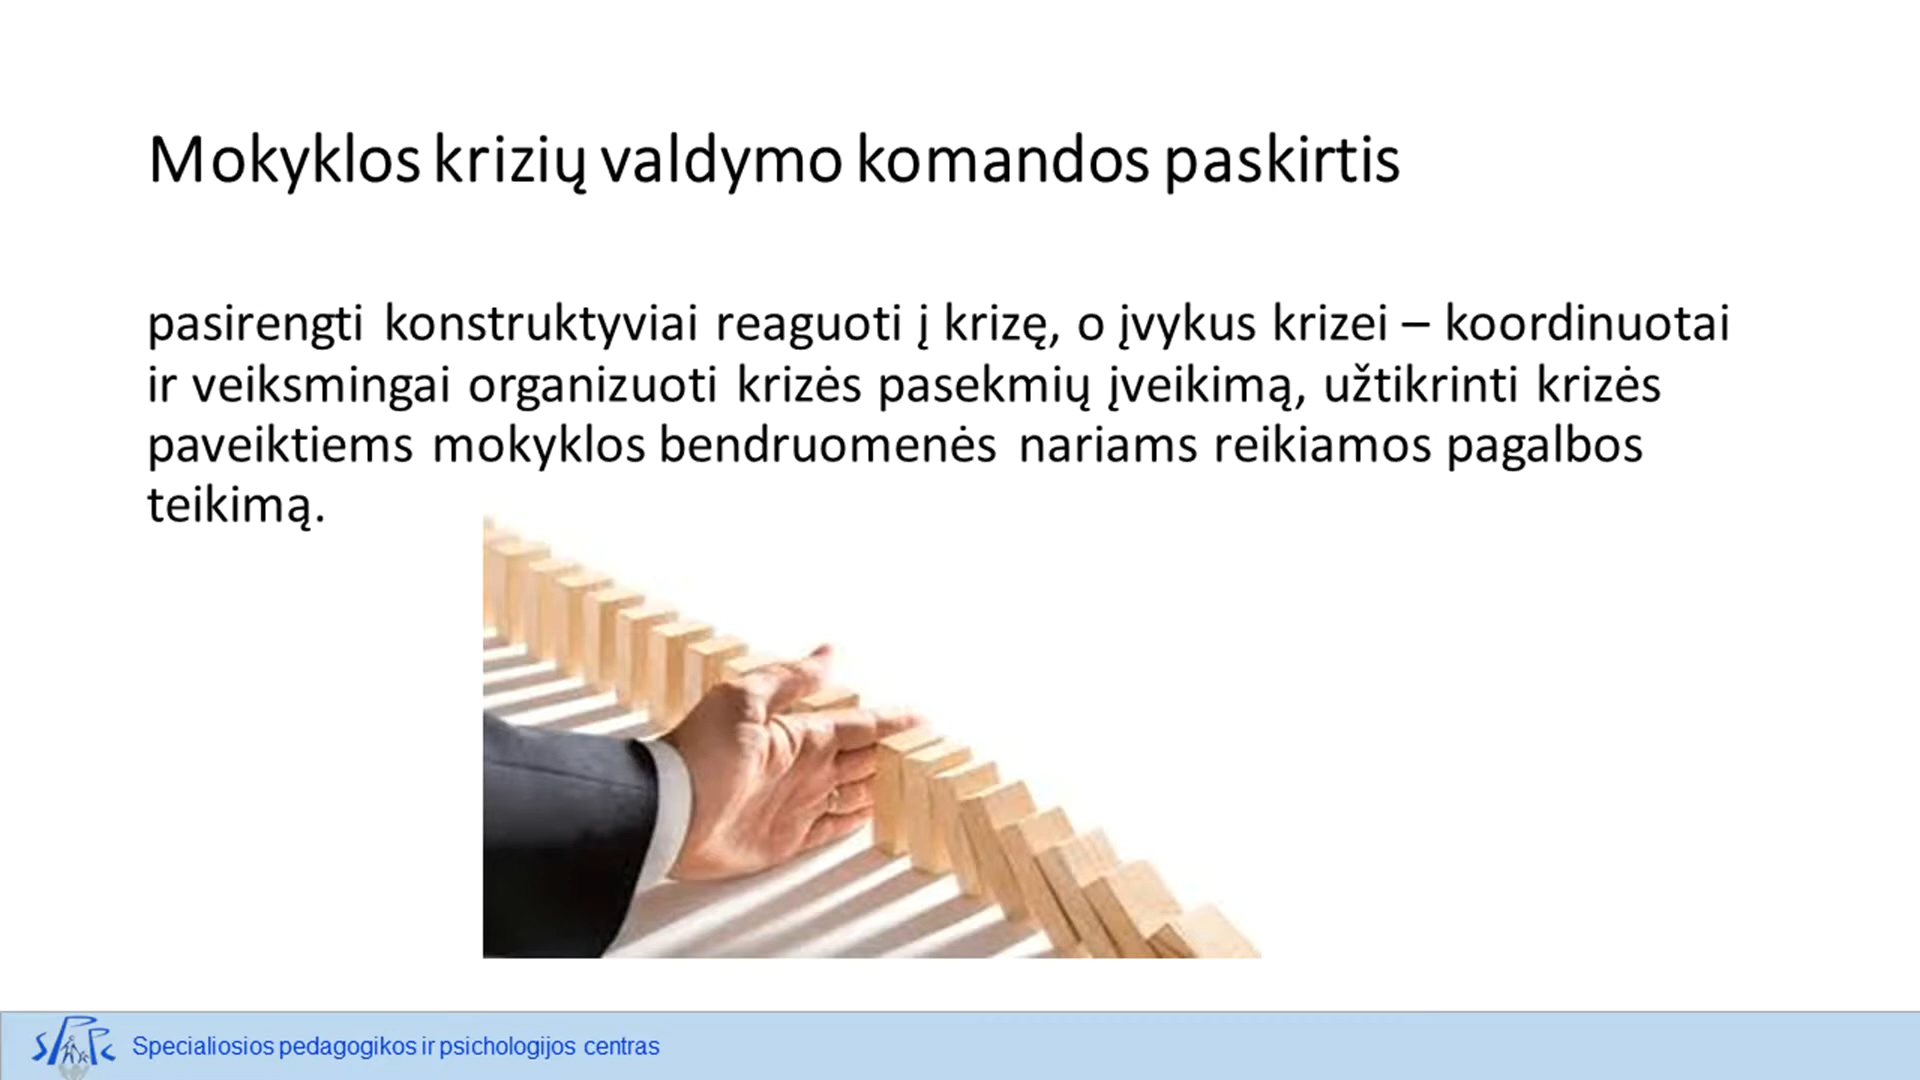 Mokyklos krizių valdymo komandos paskirtis
pasirengti konstruktyviai reaguoti į krizę, o įvykus krizei – koordinuotai
ir veiksmingai organizuoti krizės pasekmių įveikimą, užtikrinti krizės
paveiktiems mokyklos bendruomenės nariams reikiamos pagalbos
teikimą.
SPPC Specialiosios pedagogikos ir psichologijos centras